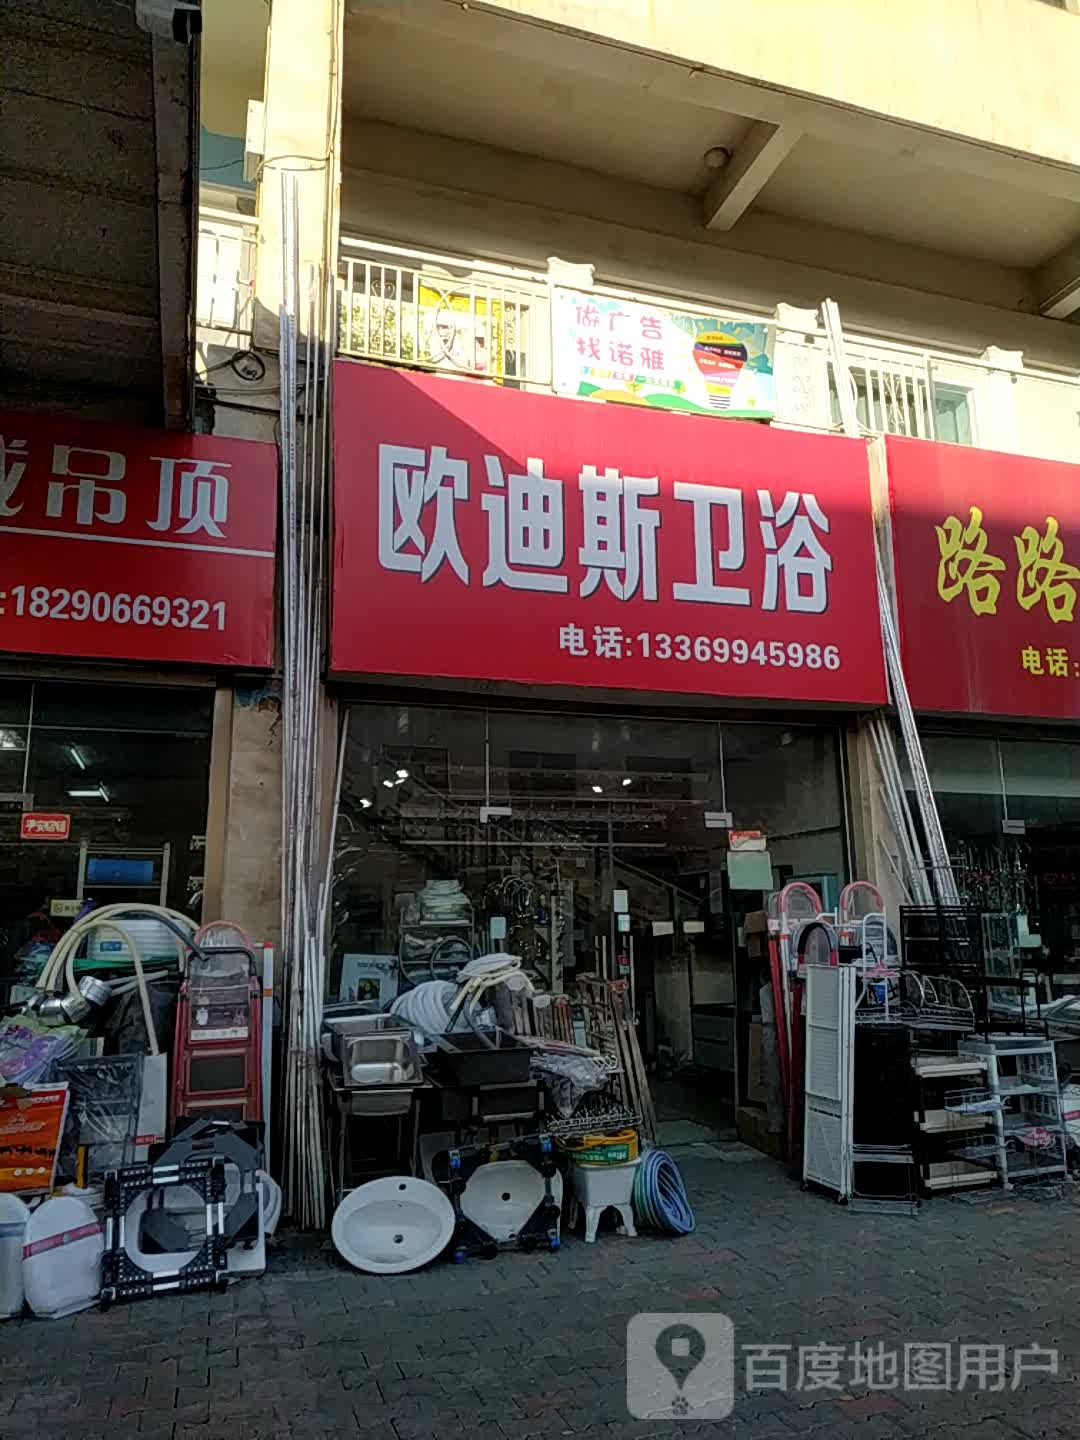 做广告
找诺雅
吊顶
:18290669321
欧迪斯卫浴
电话:13369945986
路路
电话:
百度地图用户